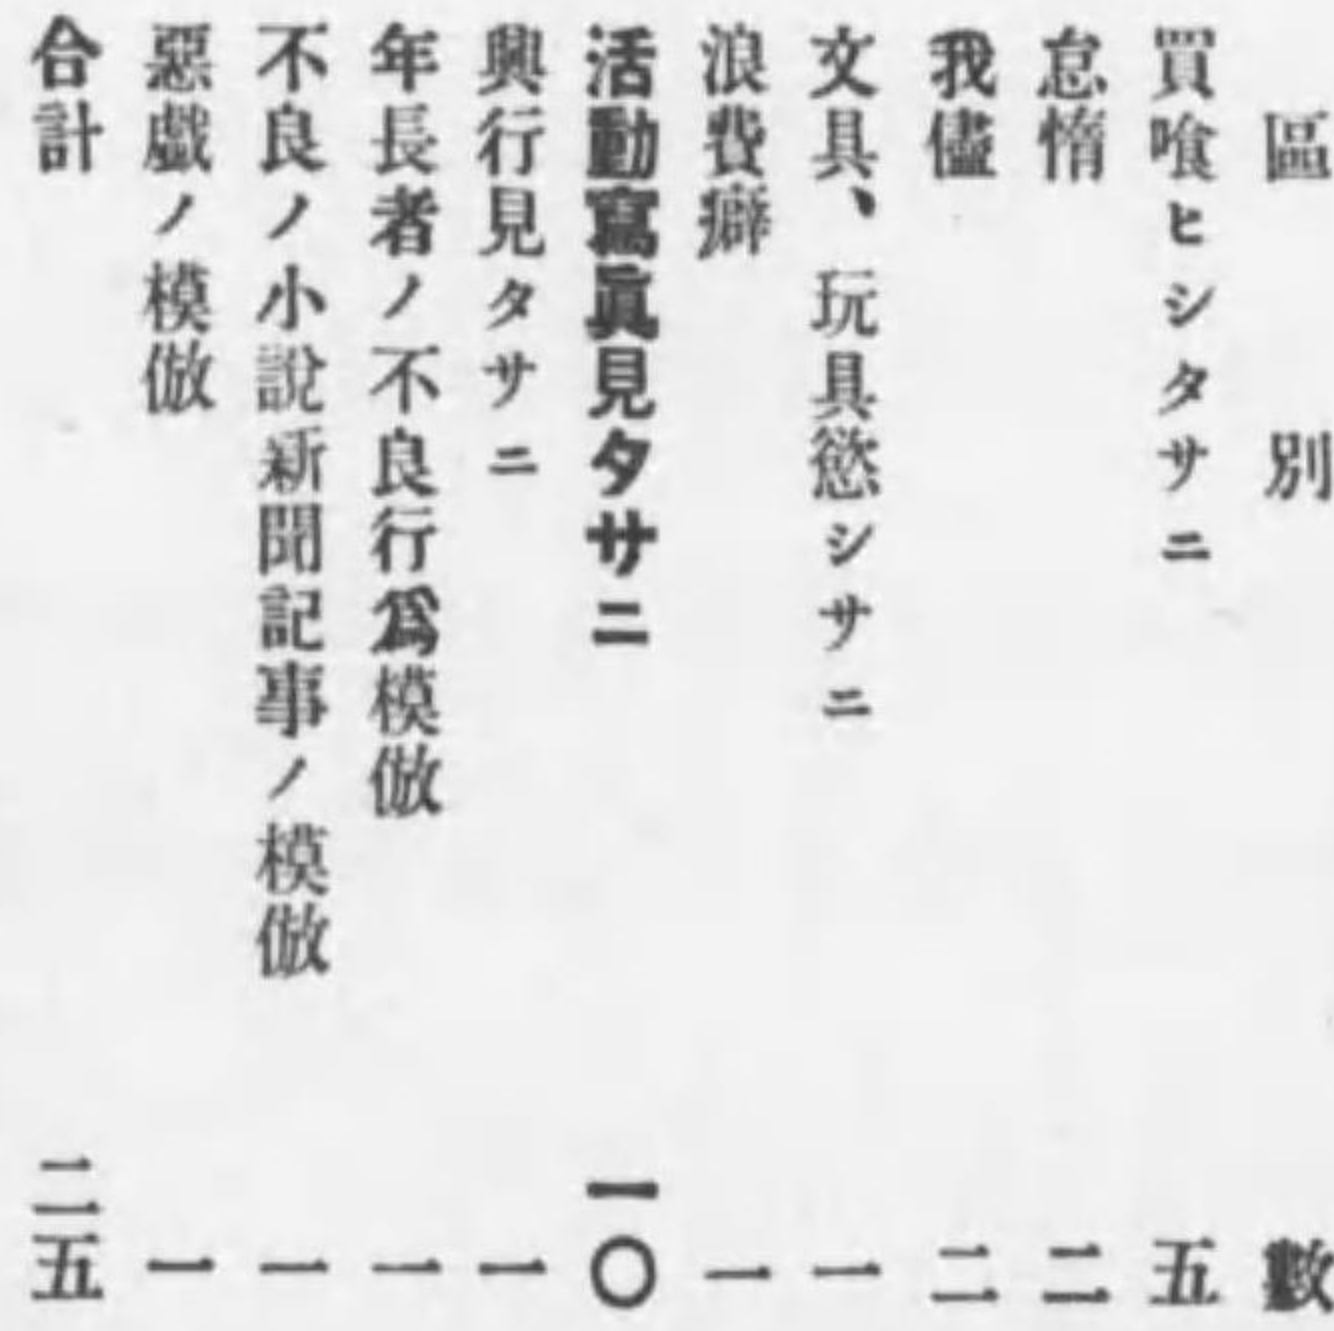 區別 數
買喰ヒシタサニ 五
怠惰 二
我儘 二
文具、玩具慾シサニ 一
浪費癖 一
活動寫眞見タサニ 一〇
興行見タサニ 一
年長者ノ不良行爲模倣 一
不良ノ小說新聞記事ノ模倣 一
惡戲ノ模倣 一
合計 二五